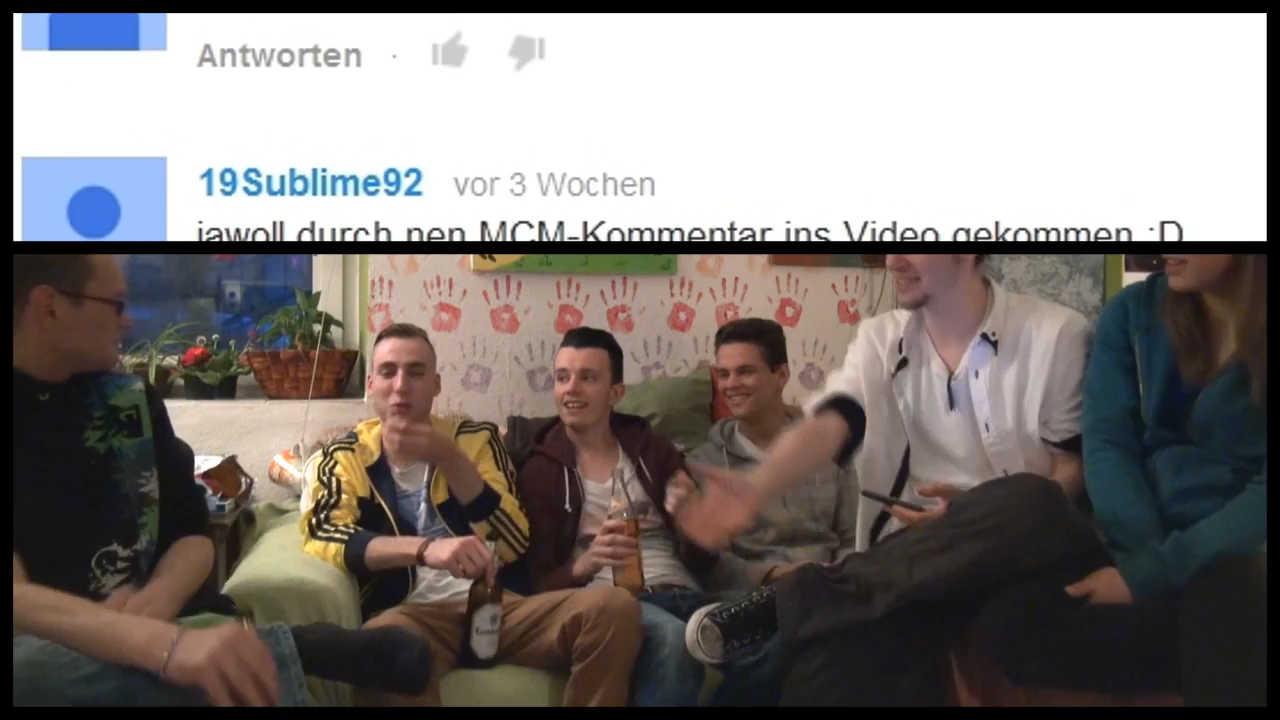 Antworten ·
19Sublime92 vor 3 Wochen
jawoll durch nen MCM-Kommentar ins Video gekommen :D